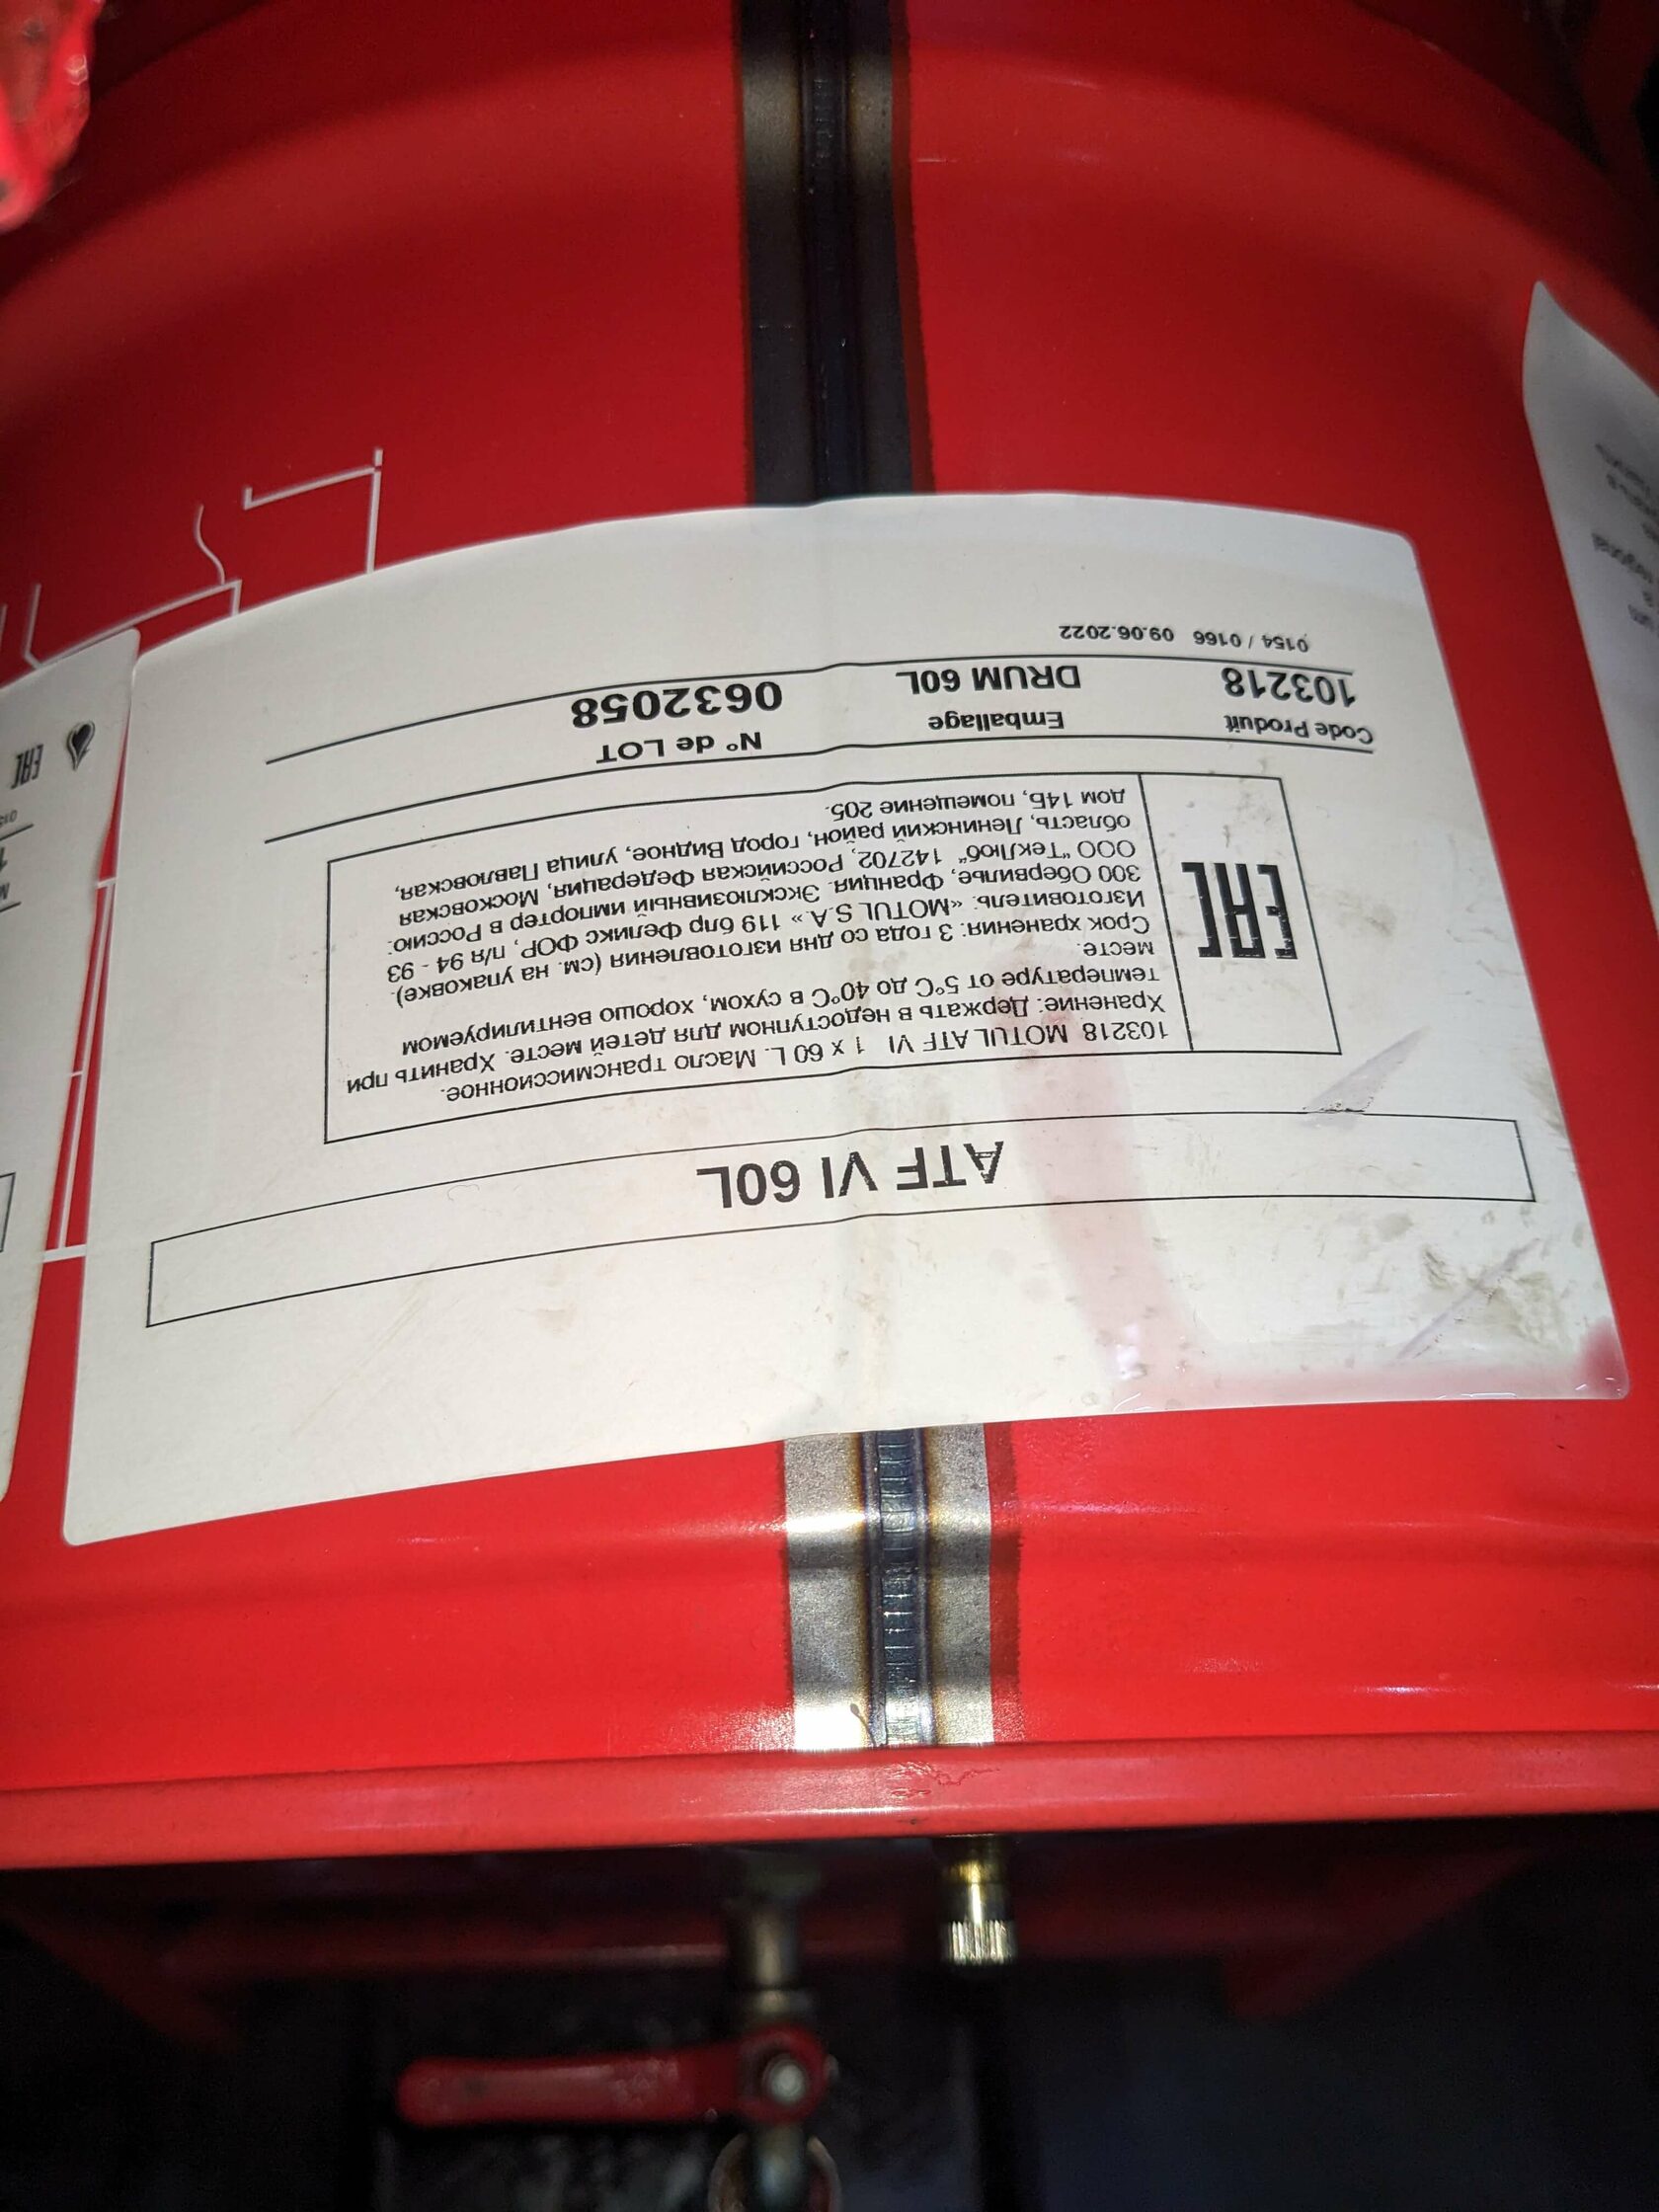 ATF VI 60L
103218 MOTUL ATF VI 1 x 60 L. Масло трансмиссионное.
Хранение: Держать в недоступном для детей месте. Хранить при
температуре от 5°C до 40°C в сухом, хорошо вентилируемом
месте.
Срок хранения: 3 года со дня изготовления (см. на упаковке).
Изготовитель: «MOTUL S.A.» 119 блр Феликс ФОР, п/я 94 - 93
300 Обервилье, Франция. Эксклюзивный импортер в Россию:
ООО "ТекЛюб" 142702, Российская Федерация, Московская
область, Ленинский район, город Видное, улица Павловская,
дом 14Б, помещение 205.
EAC
Code Produit Emballage N° de LOT
103218 DRUM 60L 0632058
0154 / 0166 09.06.2022
EAC